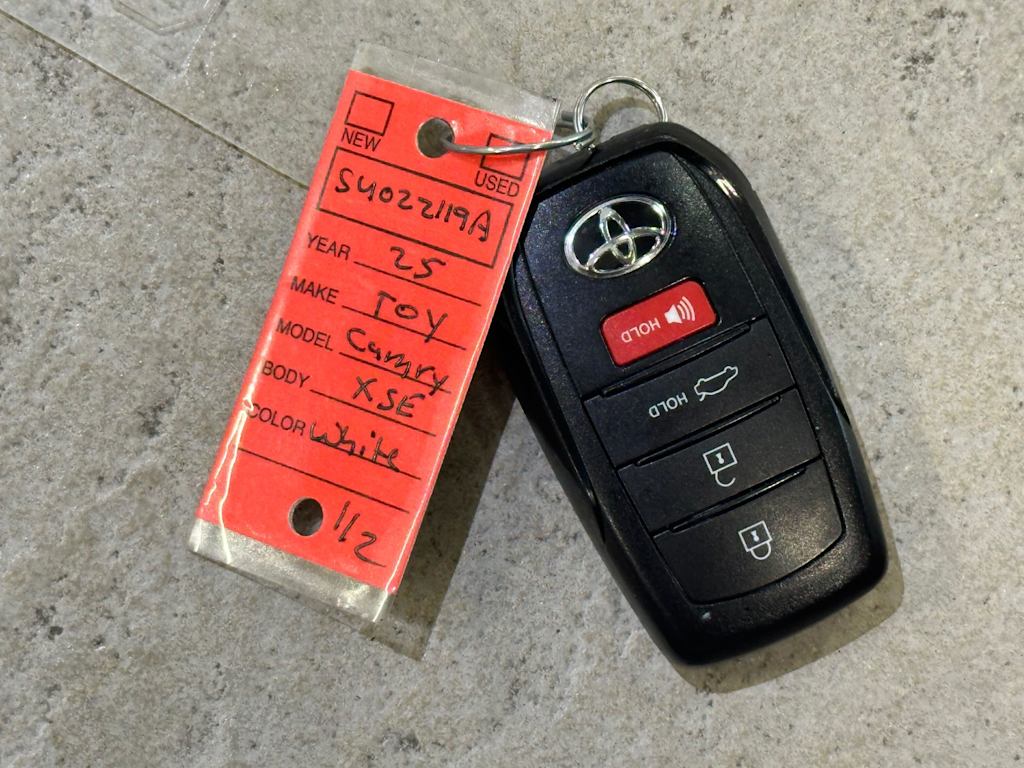 NEW
USED
S4022119A
YEAR 25
MAKE TOY
MODEL Camry
BODY XSE
COLOR White
1/2
HOLD
HOLD